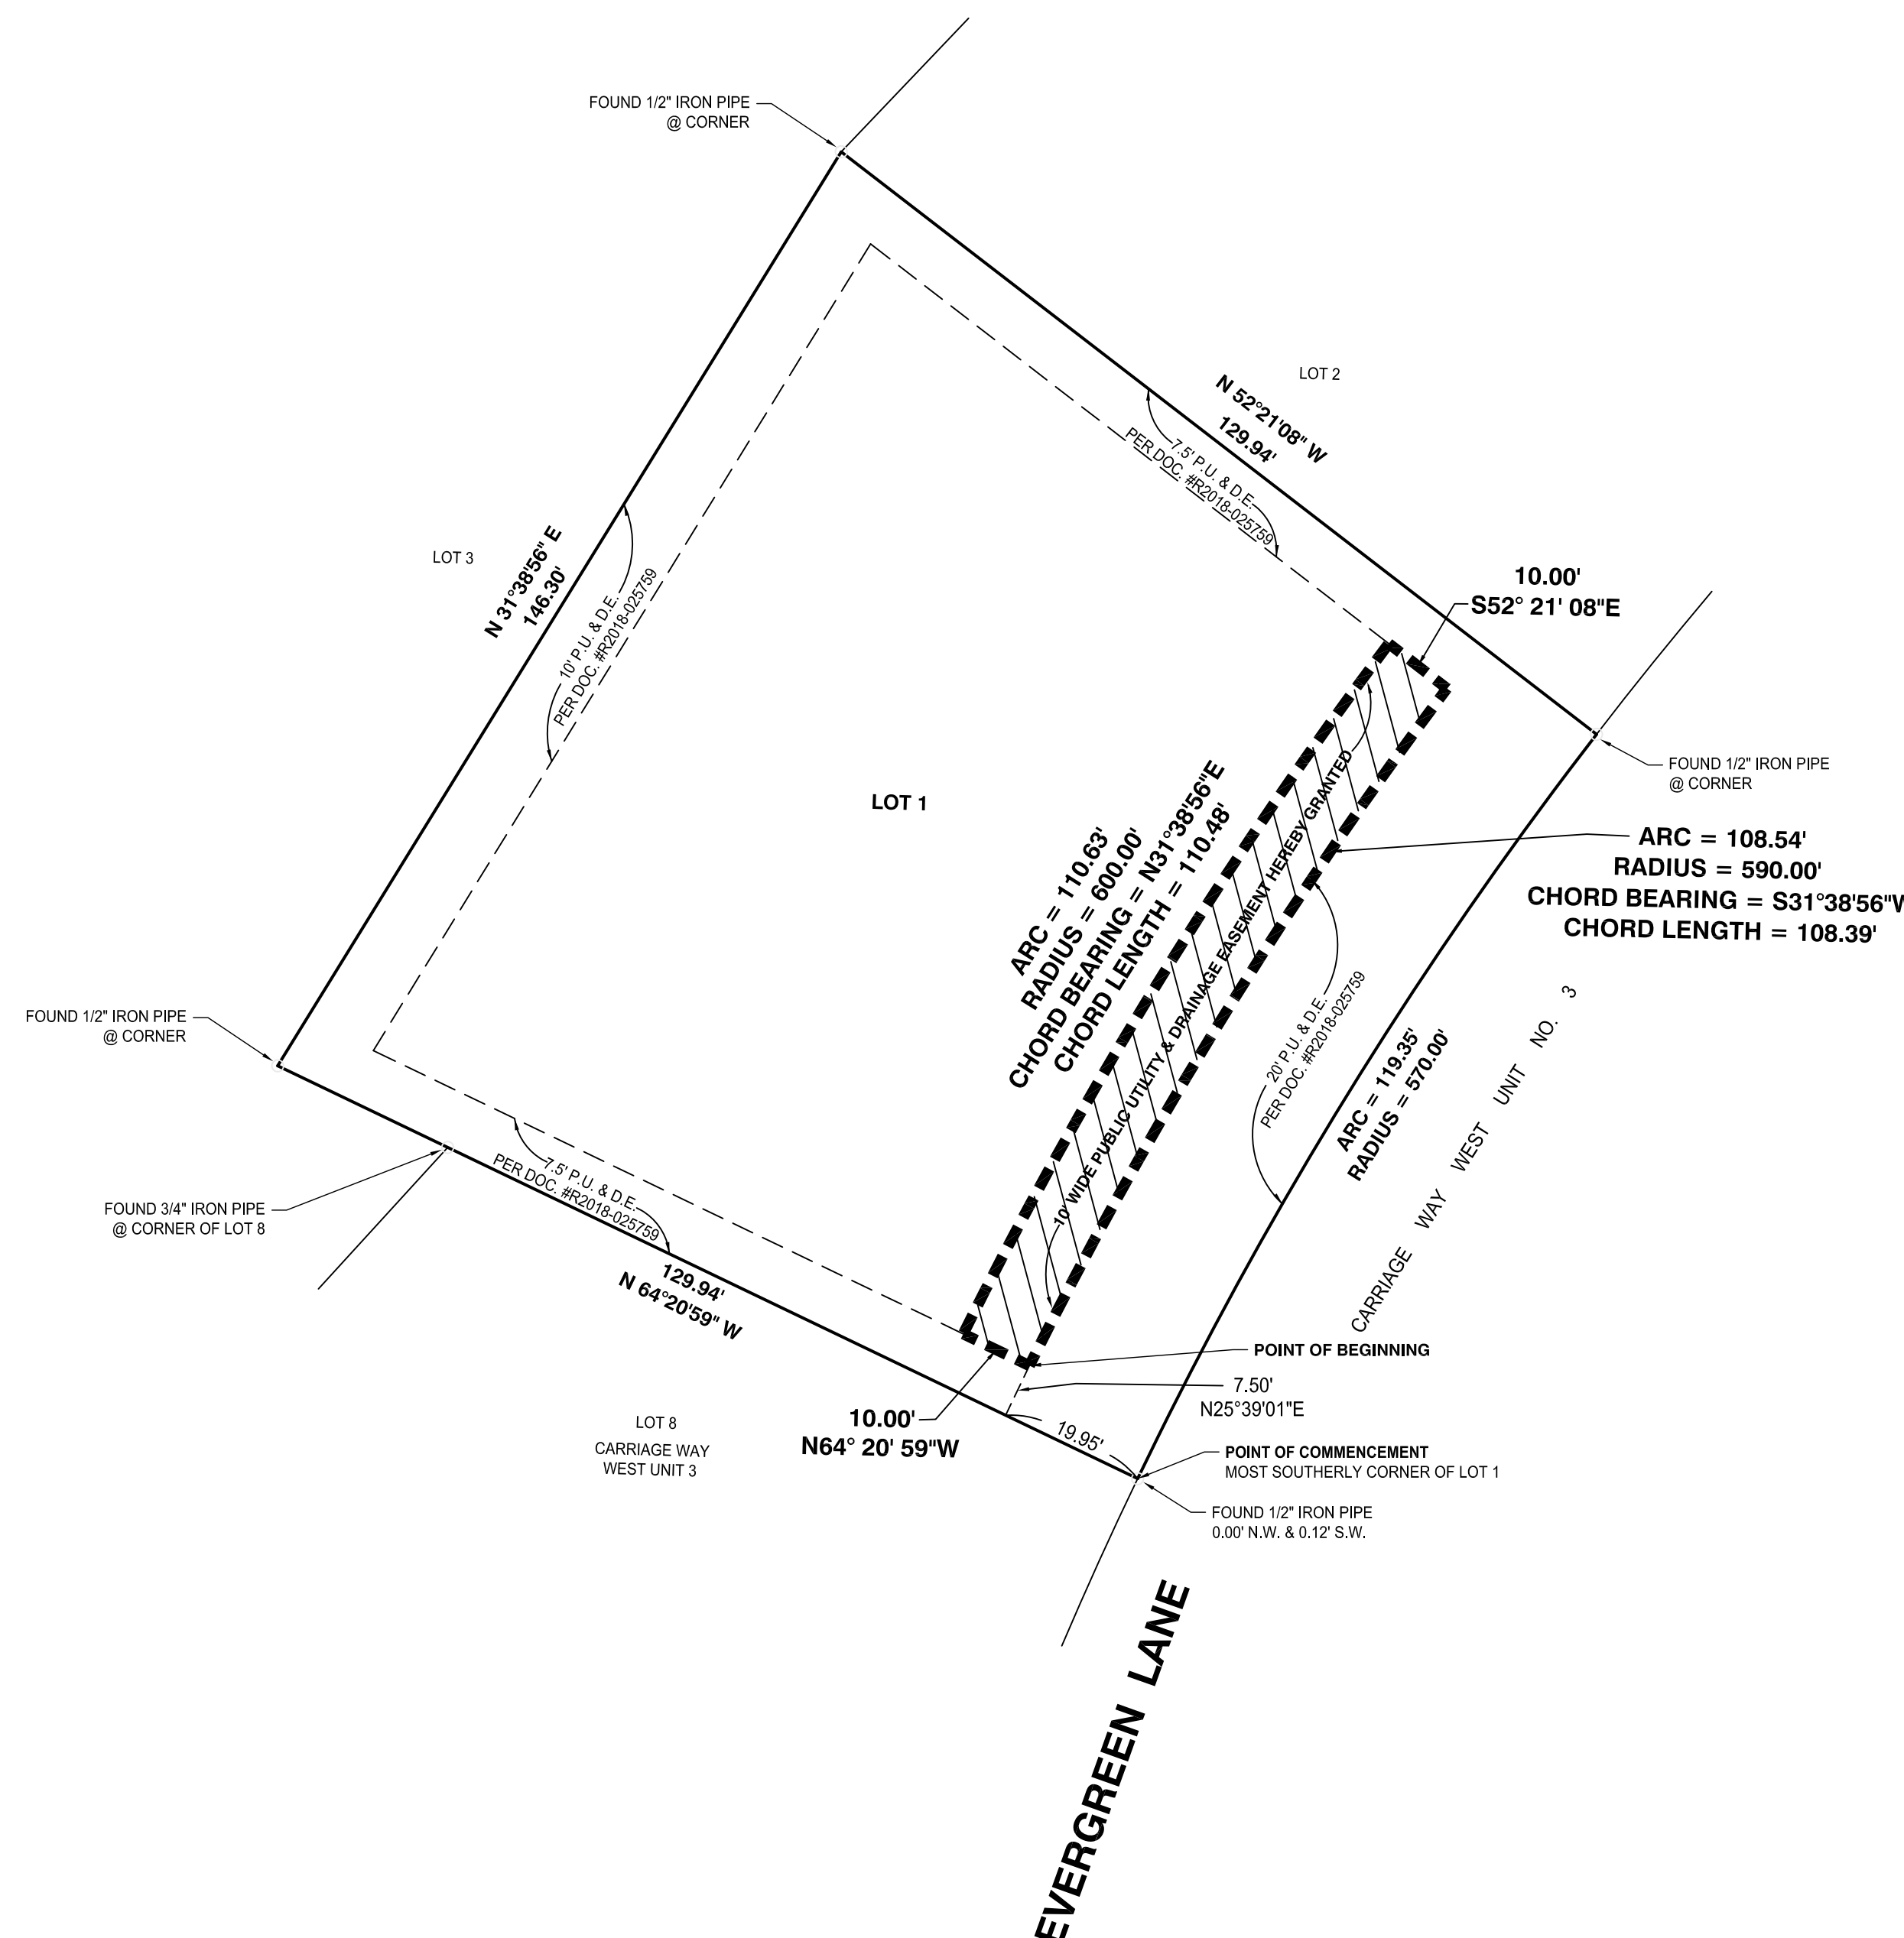 FOUND 1/2" IRON PIPE
@ CORNER
LOT 2
N 52°21'08" W
129.94'
7.5' P.U. & D.E.
PER DOC. #R2018-025759
LOT 3
N 31°38'56" E
146.30'
10' P.U. & D.E.
PER DOC. #R2018-025759
10.00'
S52° 21' 08"E
FOUND 1/2" IRON PIPE
@ CORNER
LOT 1
ARC = 110.63'
RADIUS = 600.00'
CHORD BEARING = N31°38'56"E
CHORD LENGTH = 110.48'
10' WIDE PUBLIC UTILITY & DRAINAGE EASEMENT HEREBY GRANTED
ARC = 108.54'
RADIUS = 590.00'
CHORD BEARING = S31°38'56"W
CHORD LENGTH = 108.39'
20' P.U. & D.E.
PER DOC. #R2018-025759
ARC = 119.35'
RADIUS = 570.00'
CARRIAGE WAY WEST UNIT NO. 3
FOUND 1/2" IRON PIPE
@ CORNER
FOUND 3/4" IRON PIPE
@ CORNER OF LOT 8
7.5' P.U. & D.E.
PER DOC. #R2018-025759
129.94'
N 64°20'59" W
POINT OF BEGINNING
7.50'
N25°39'01"E
10.00'
N64° 20' 59"W
19.95'
LOT 8
CARRIAGE WAY
WEST UNIT 3
POINT OF COMMENCEMENT
MOST SOUTHERLY CORNER OF LOT 1
FOUND 1/2" IRON PIPE
0.00' N.W. & 0.12' S.W.
EVERGREEN LANE